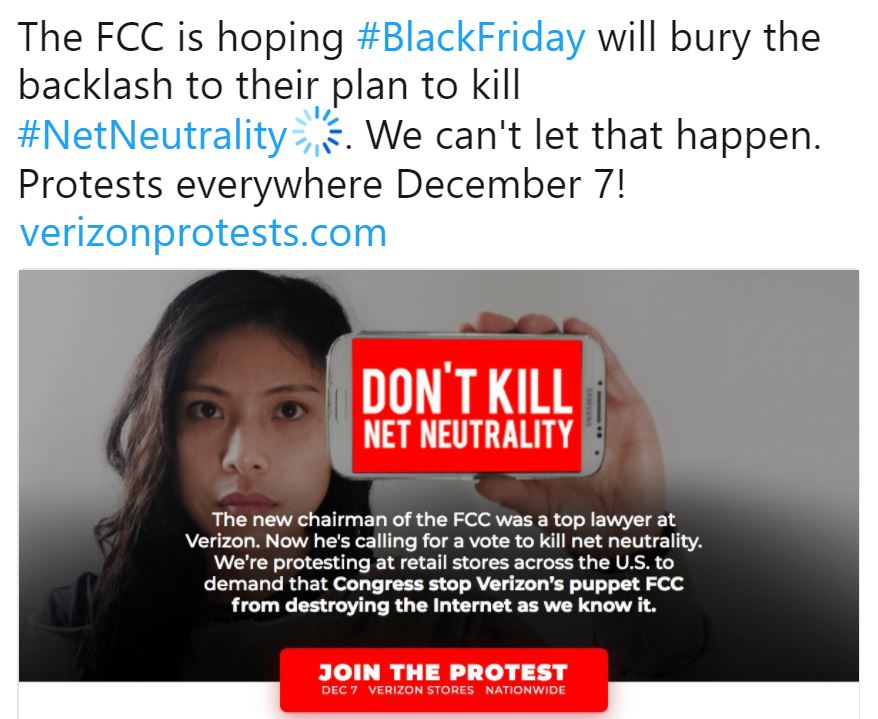 The FCC is hoping #BlackFriday will bury the
backlash to their plan to kill
#NetNeutrality. We can't let that happen.
Protests everywhere December 7!
verizonprotests.com
DON'T KILL
NET NEUTRALITY
SAMSUNG
The new chairman of the FCC was a top lawyer at
Verizon. Now he's calling for a vote to kill net neutrality.
We're protesting at retail stores across the U.S. to
demand that Congress stop Verizon's puppet FCC
from destroying the Internet as we know it.
JOIN THE PROTEST
DEC 7 VERIZON STORES NATIONWIDE